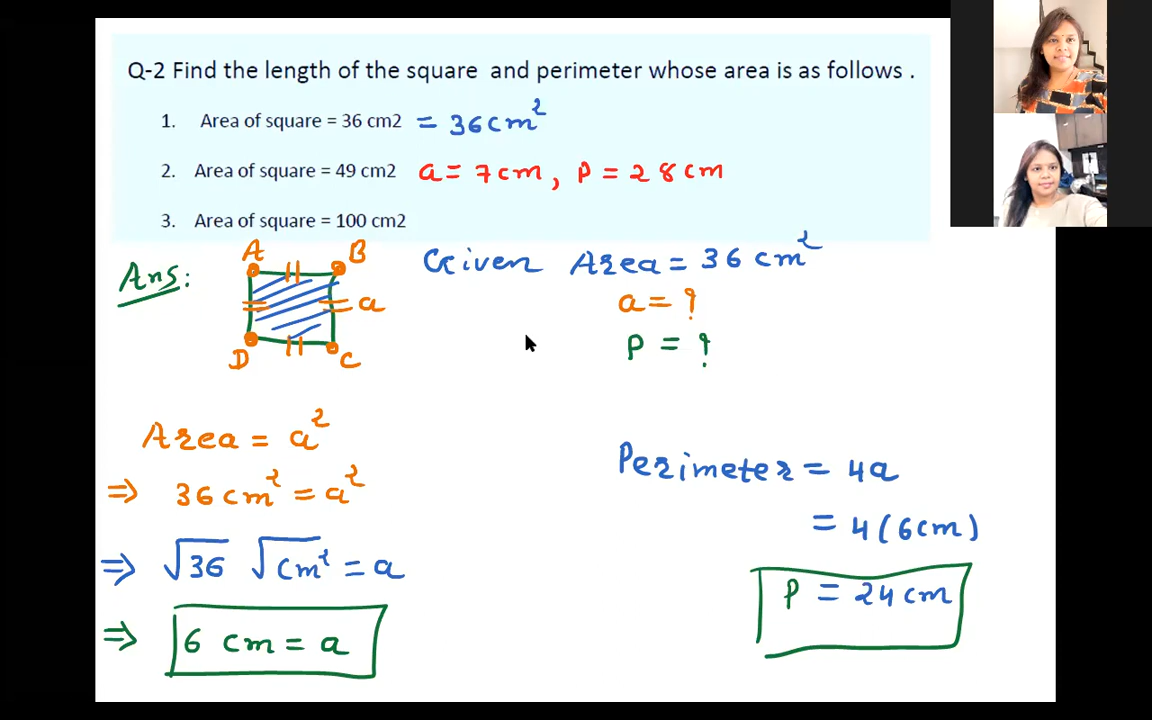 Q-2 Find the length of the square and perimeter whose area is as follows .
1. Area of square = 36 cm2 = 36cm²
2. Area of square = 49 cm2 a = 7cm, P = 28cm
3. Area of square = 100 cm2
Ans:
A B
a
D C
Given Area = 36 cm²
a = ?
P = ?
Area = a²
⇒ 36 cm² = a²
⇒ √36 √cm² = a
⇒ 6 cm = a
Perimeter = 4a
= 4(6cm)
P = 24cm